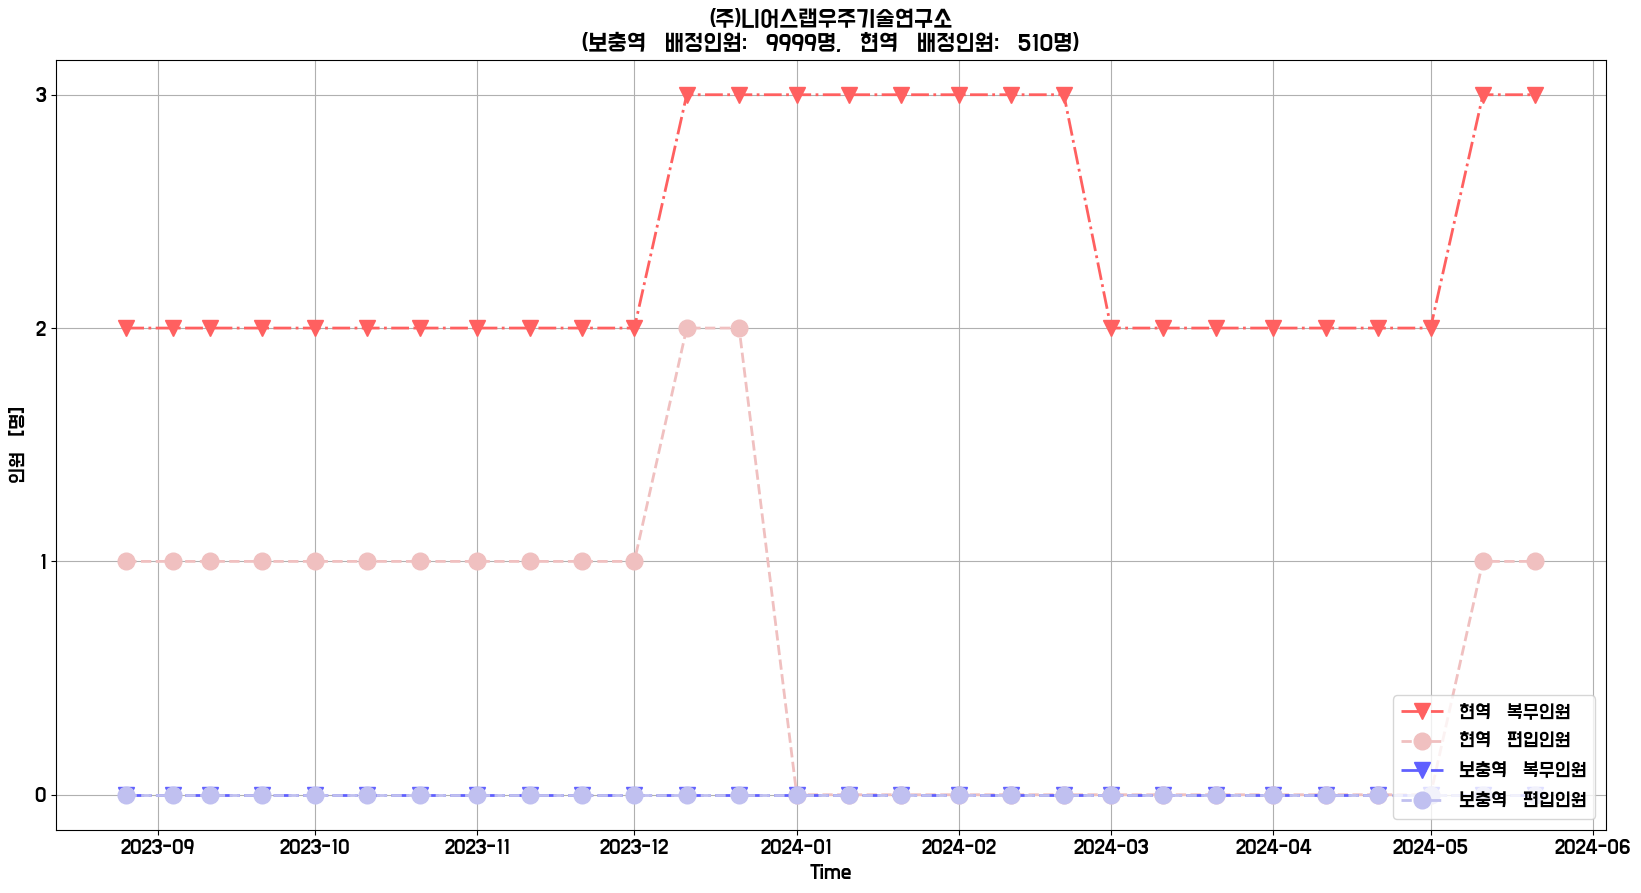 (주)니어스랩우주기술연구소
(보충역 배정인원: 9999명, 현역 배정인원: 510명)
인원 [명]
3
2
1
0
현역 복무인원
현역 편입인원
보충역 복무인원
보충역 편입인원
2023-09 2023-10 2023-11 2023-12 2024-01 2024-02 2024-03 2024-04 2024-05 2024-06
Time